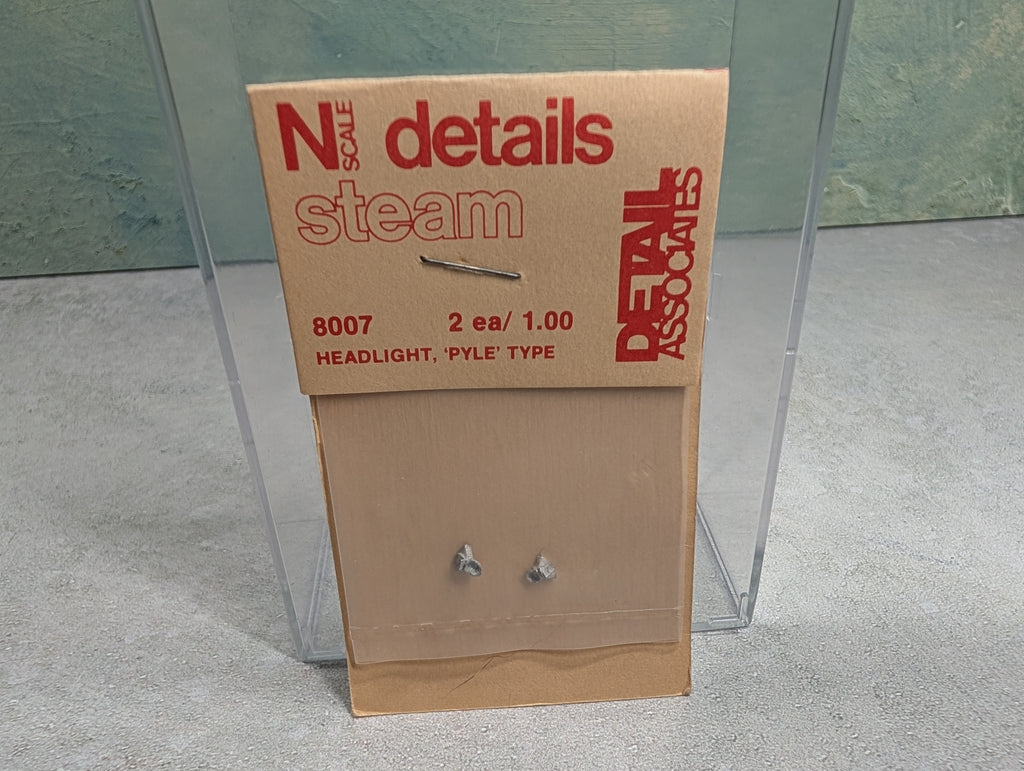 N SCALE details
steam
8007 2 ea/ 1.00
HEADLIGHT, 'PYLE' TYPE
DETAIL
ASSOCIATES